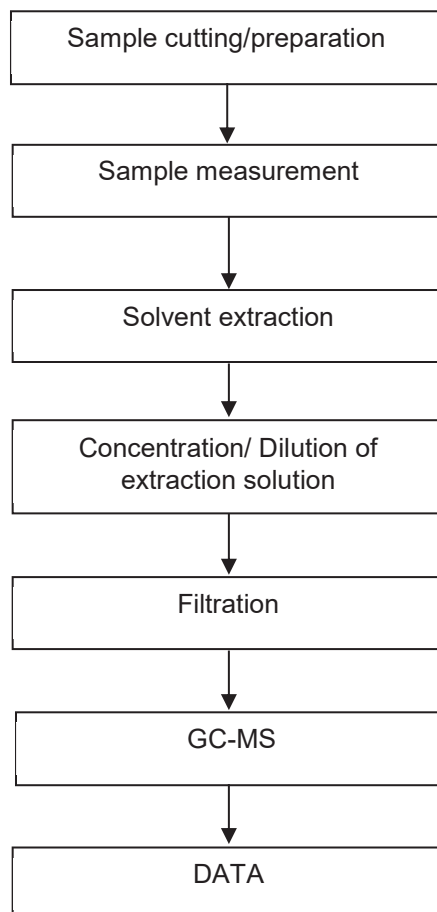 Sample cutting/preparation
Sample measurement
Solvent extraction
Concentration/ Dilution of
extraction solution
Filtration
GC-MS
DATA